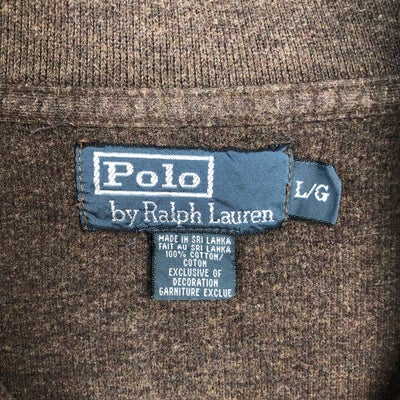 Polo
by Ralph Lauren
L/G
MADE IN SRI LANKA
FAIT AU SRI LANKA
100% COTTON/
COTON
EXCLUSIVE OF
DECORATION
GARNITURE EXCLUE